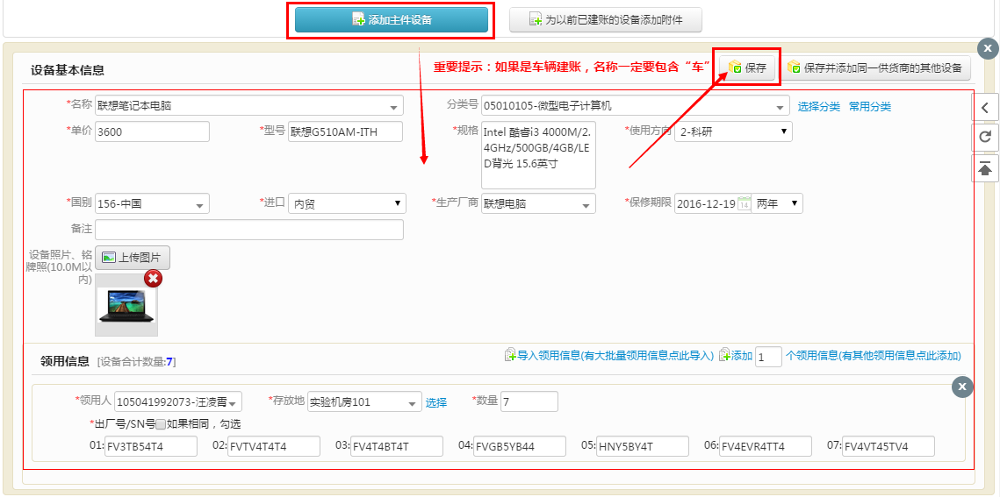 添加主件设备 为以前已建账的设备添加附件
设备基本信息 重要提示：如果是车辆建账，名称一定要包含“车” 保存 保存并添加同一供货商的其他设备
*名称 联想笔记本电脑 分类号 05010105-微型电子计算机 选择分类 常用分类
*单价 3600 *型号 联想G510AM-ITH *规格 Intel 酷睿i3 4000M/2. *使用方向 2-科研
4GHz/500GB/4GB/LE
D背光 15.6英寸
*国别 156-中国 *进口 内贸 *生产厂商 联想电脑 *保修期限 2016-12-19 14 两年
备注
设备照片、铭 上传图片
牌照(10.0M以
内)
领用信息 [设备合计数量:7] 导入领用信息(有大批量领用信息点此导入) 添加 1 个领用信息(有其他领用信息点此添加)
*领用人 105041992073-汪凌霄 *存放地 实验机房101 选择 *数量 7
*出厂号/SN号 如果相同，勾选
01: FV3TB54T4 02: FVTV4T4T4 03: FV4T4BT4T 04: FVGB5YB44 05: HNY5BY4T 06: FV4EVR4TT4 07: FV4VT45TV4